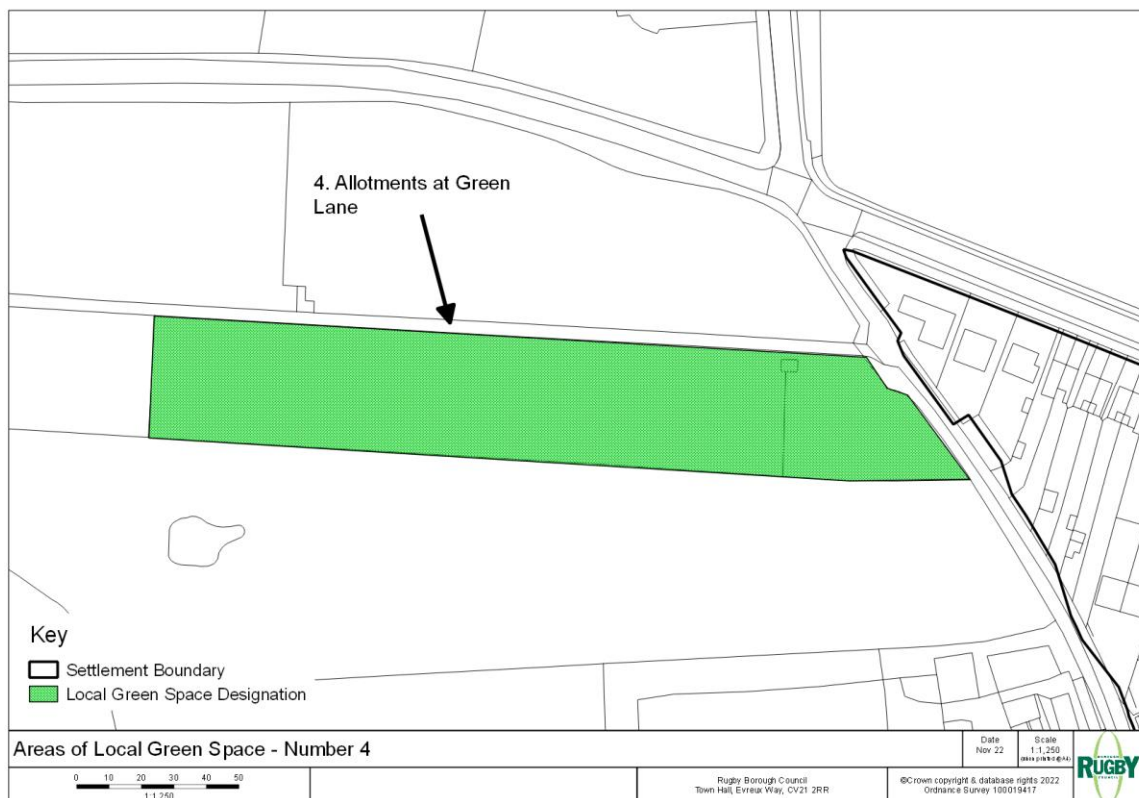 4. Allotments at Green
Lane
Key
Settlement Boundary
Local Green Space Designation
Areas of Local Green Space - Number 4
Date
Nov 22
Scale
1:1,250
0 10 20 30 40 50
1:1,250
Rugby Borough Council
Town Hall, Evreux Way, CV21 2RR
©Crown copyright & database rights 2022
Ordnance Survey 100019417
RUGBY